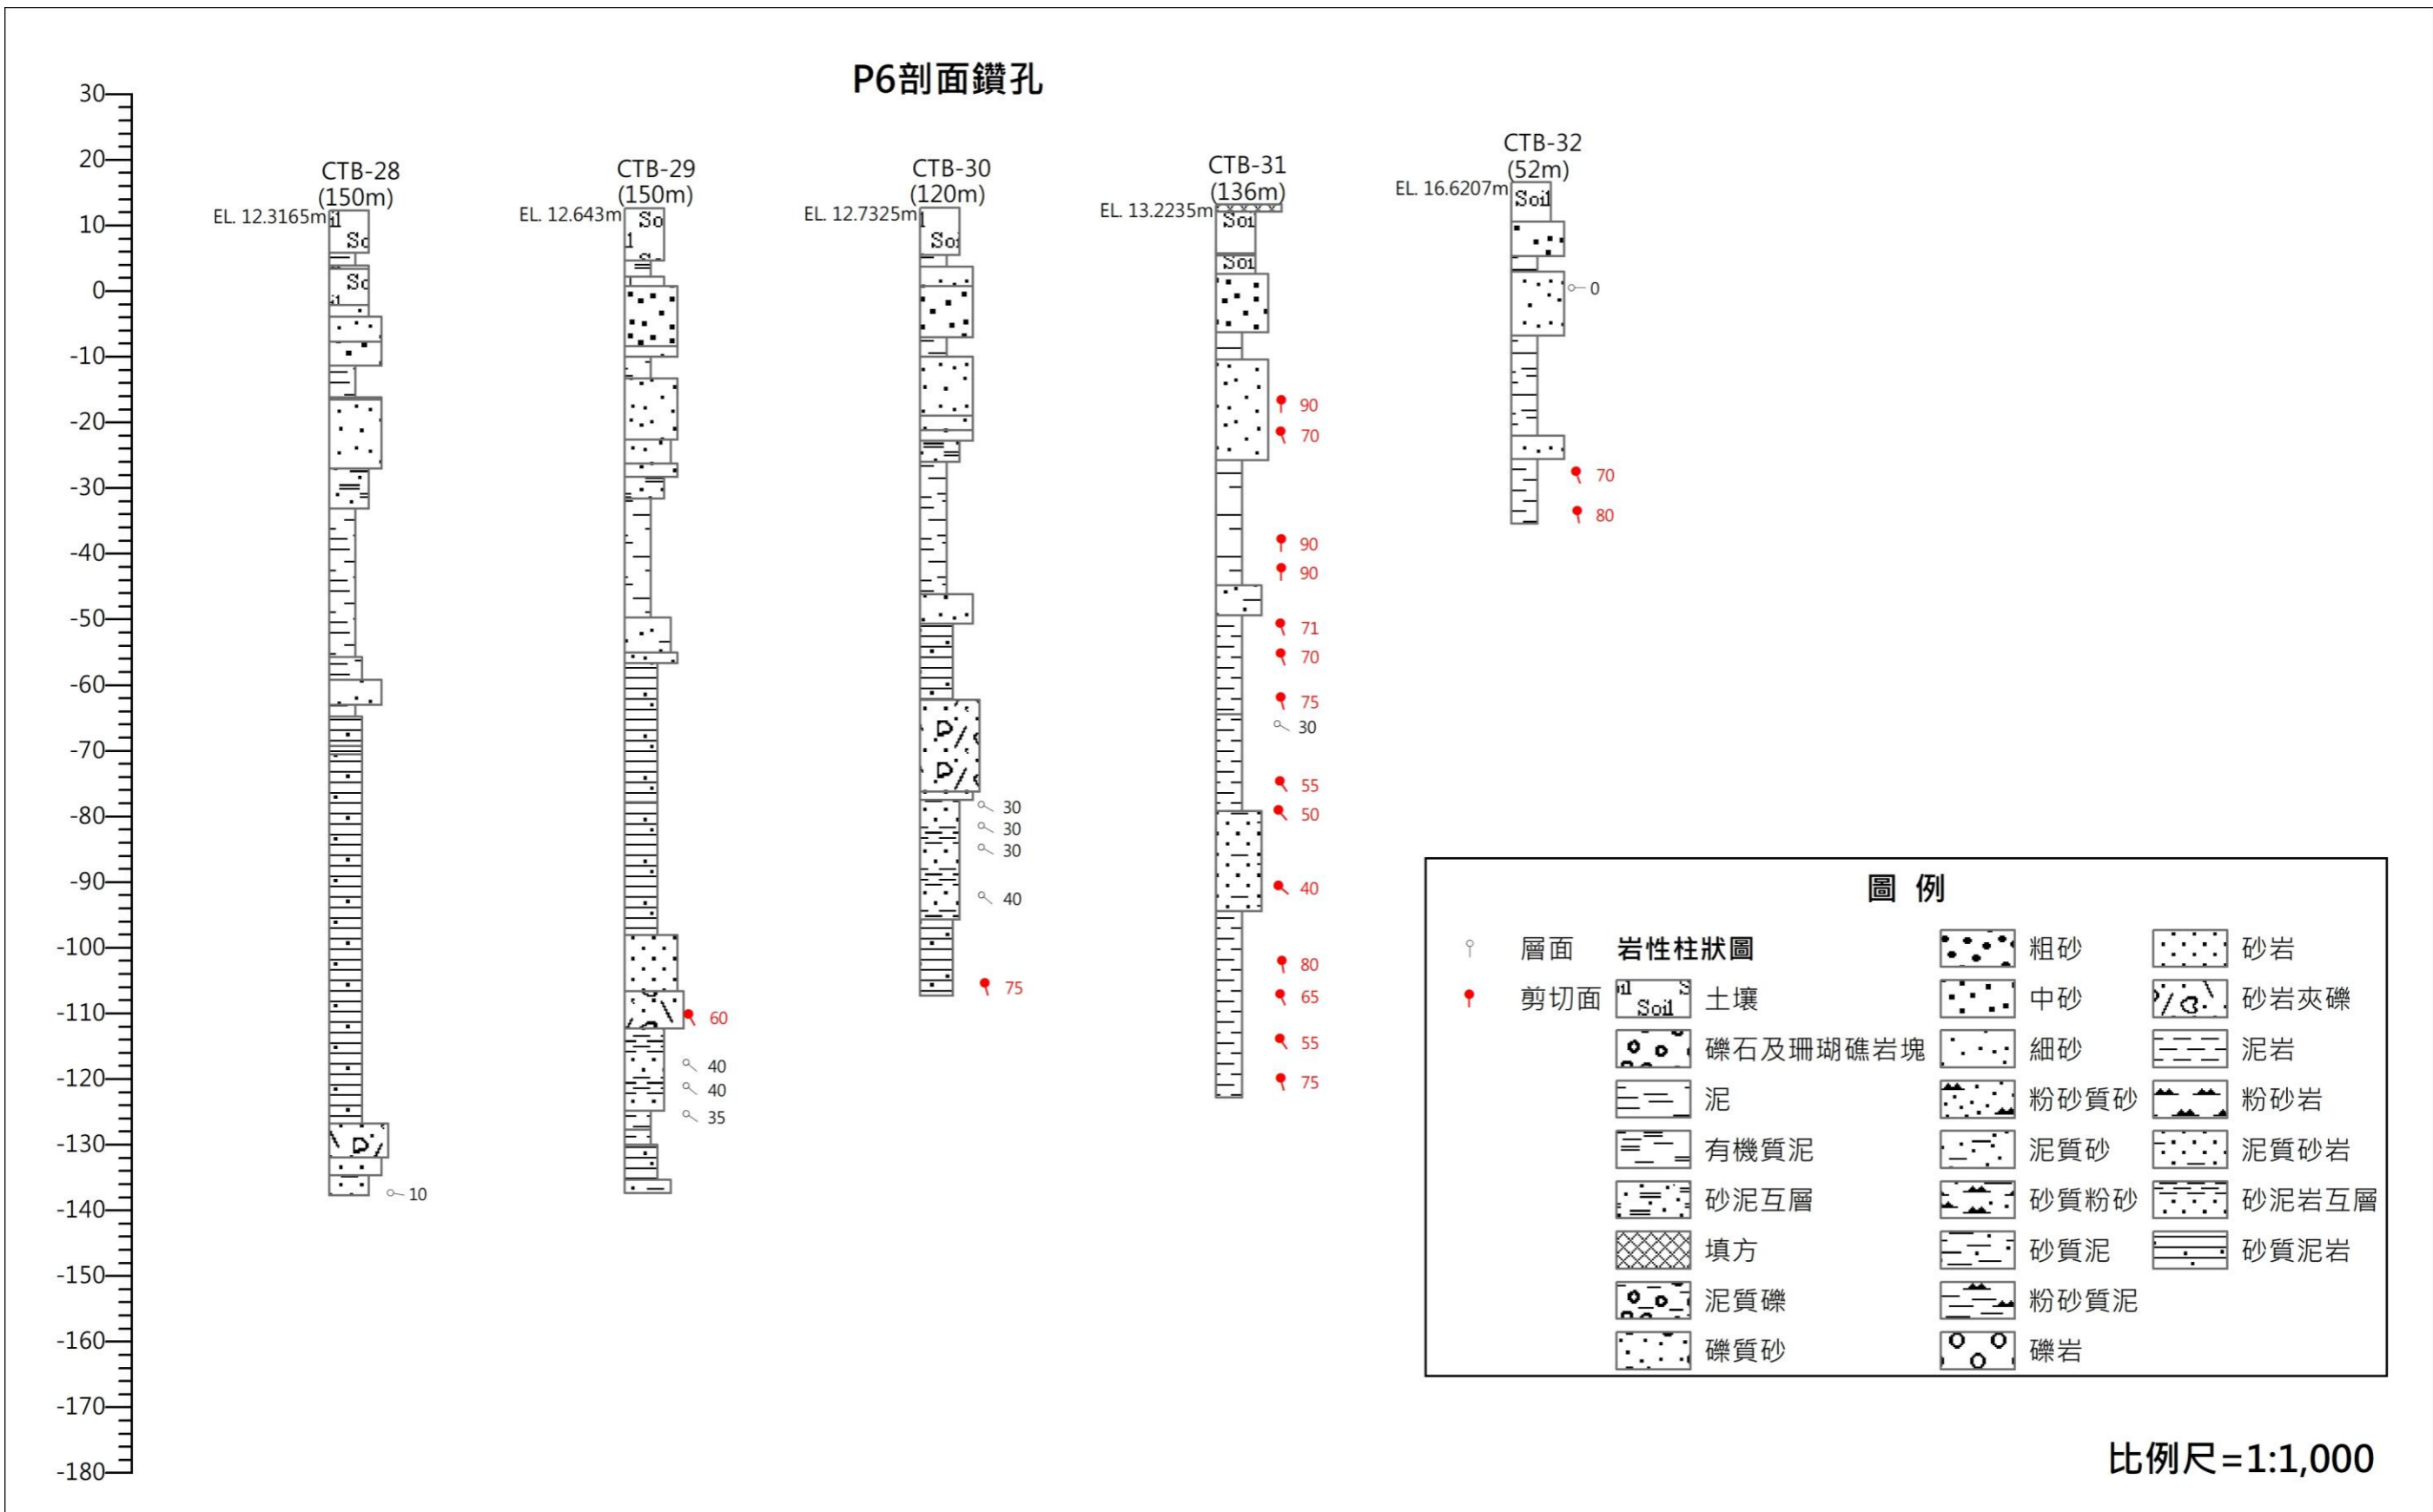 P6剖面鑽孔
30
20
10
0
-10
-20
-30
-40
-50
-60
-70
-80
-90
-100
-110
-120
-130
-140
-150
-160
-170
-180
CTB-28
(150m)
EL. 12.3165m
10
CTB-29
(150m)
EL. 12.643m
60
40
40
35
CTB-30
(120m)
EL. 12.7325m
30
30
30
40
75
CTB-31
(136m)
EL. 13.2235m
90
70
90
90
71
70
75
30
55
50
40
80
65
55
75
CTB-32
(52m)
EL. 16.6207m
Soil
0
70
80
圖 例
層面
剪切面
岩性柱狀圖
Soil
土壤
礫石及珊瑚礁岩塊
泥
有機質泥
砂泥互層
填方
泥質礫
礫質砂
粗砂
中砂
細砂
粉砂質砂
泥質砂
砂質粉砂
砂質泥
粉砂質泥
礫岩
砂岩
砂岩夾礫
泥岩
粉砂岩
泥質砂岩
砂泥岩互層
砂質泥岩
比例尺=1:1,000